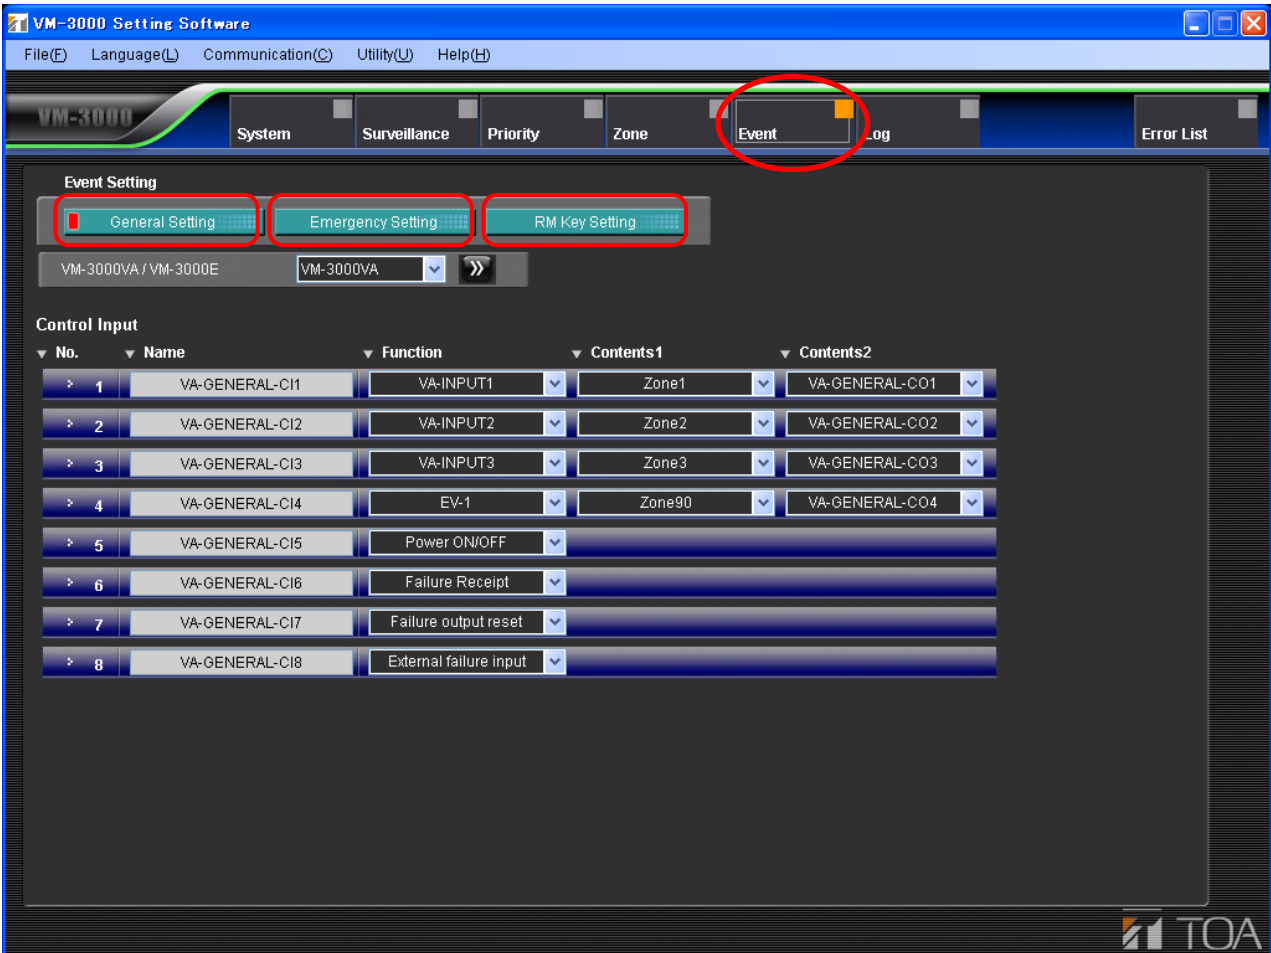 VM-3000 Setting Software
File(F) Language(L) Communication(C) Utility(U) Help(H)
VM-3000
System Surveillance Priority Zone Event Log Error List
Event Setting
General Setting Emergency Setting RM Key Setting
VM-3000VA / VM-3000E VM-3000VA
Control Input
No. Name Function Contents1 Contents2
1 VA-GENERAL-CI1 VA-INPUT1 Zone1 VA-GENERAL-CO1
2 VA-GENERAL-CI2 VA-INPUT2 Zone2 VA-GENERAL-CO2
3 VA-GENERAL-CI3 VA-INPUT3 Zone3 VA-GENERAL-CO3
4 VA-GENERAL-CI4 EV-1 Zone90 VA-GENERAL-CO4
5 VA-GENERAL-CI5 Power ON/OFF
6 VA-GENERAL-CI6 Failure Receipt
7 VA-GENERAL-CI7 Failure output reset
8 VA-GENERAL-CI8 External failure input
TOA